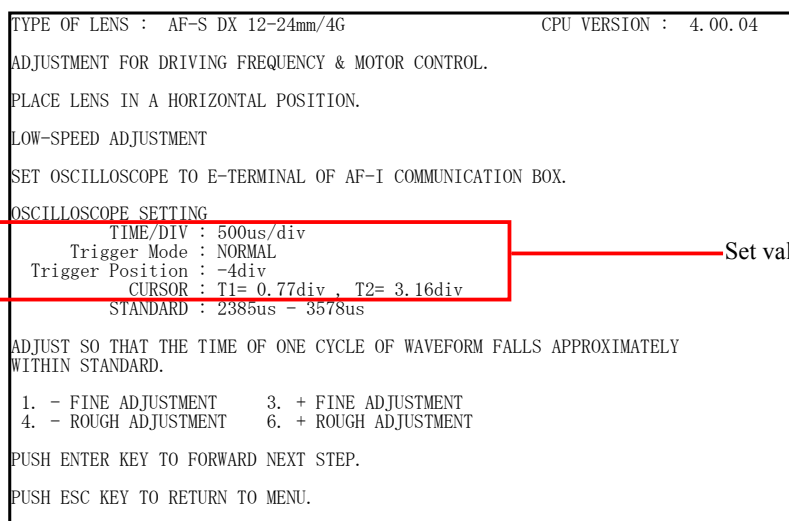 TYPE OF LENS : AF-S DX 12-24mm/4G CPU VERSION : 4.00.04
ADJUSTMENT FOR DRIVING FREQUENCY & MOTOR CONTROL.
PLACE LENS IN A HORIZONTAL POSITION.
LOW-SPEED ADJUSTMENT
SET OSCILLOSCOPE TO E-TERMINAL OF AF-I COMMUNICATION BOX.
OSCILLOSCOPE SETTING
TIME/DIV : 500us/div
Trigger Mode : NORMAL
Set val
Trigger Position : -4div
CURSOR : T1= 0.77div , T2= 3.16div
STANDARD : 2385us - 3578us
ADJUST SO THAT THE TIME OF ONE CYCLE OF WAVEFORM FALLS APPROXIMATELY
WITHIN STANDARD.
1. - FINE ADJUSTMENT 3. + FINE ADJUSTMENT
4. - ROUGH ADJUSTMENT 6. + ROUGH ADJUSTMENT
PUSH ENTER KEY TO FORWARD NEXT STEP.
PUSH ESC KEY TO RETURN TO MENU.